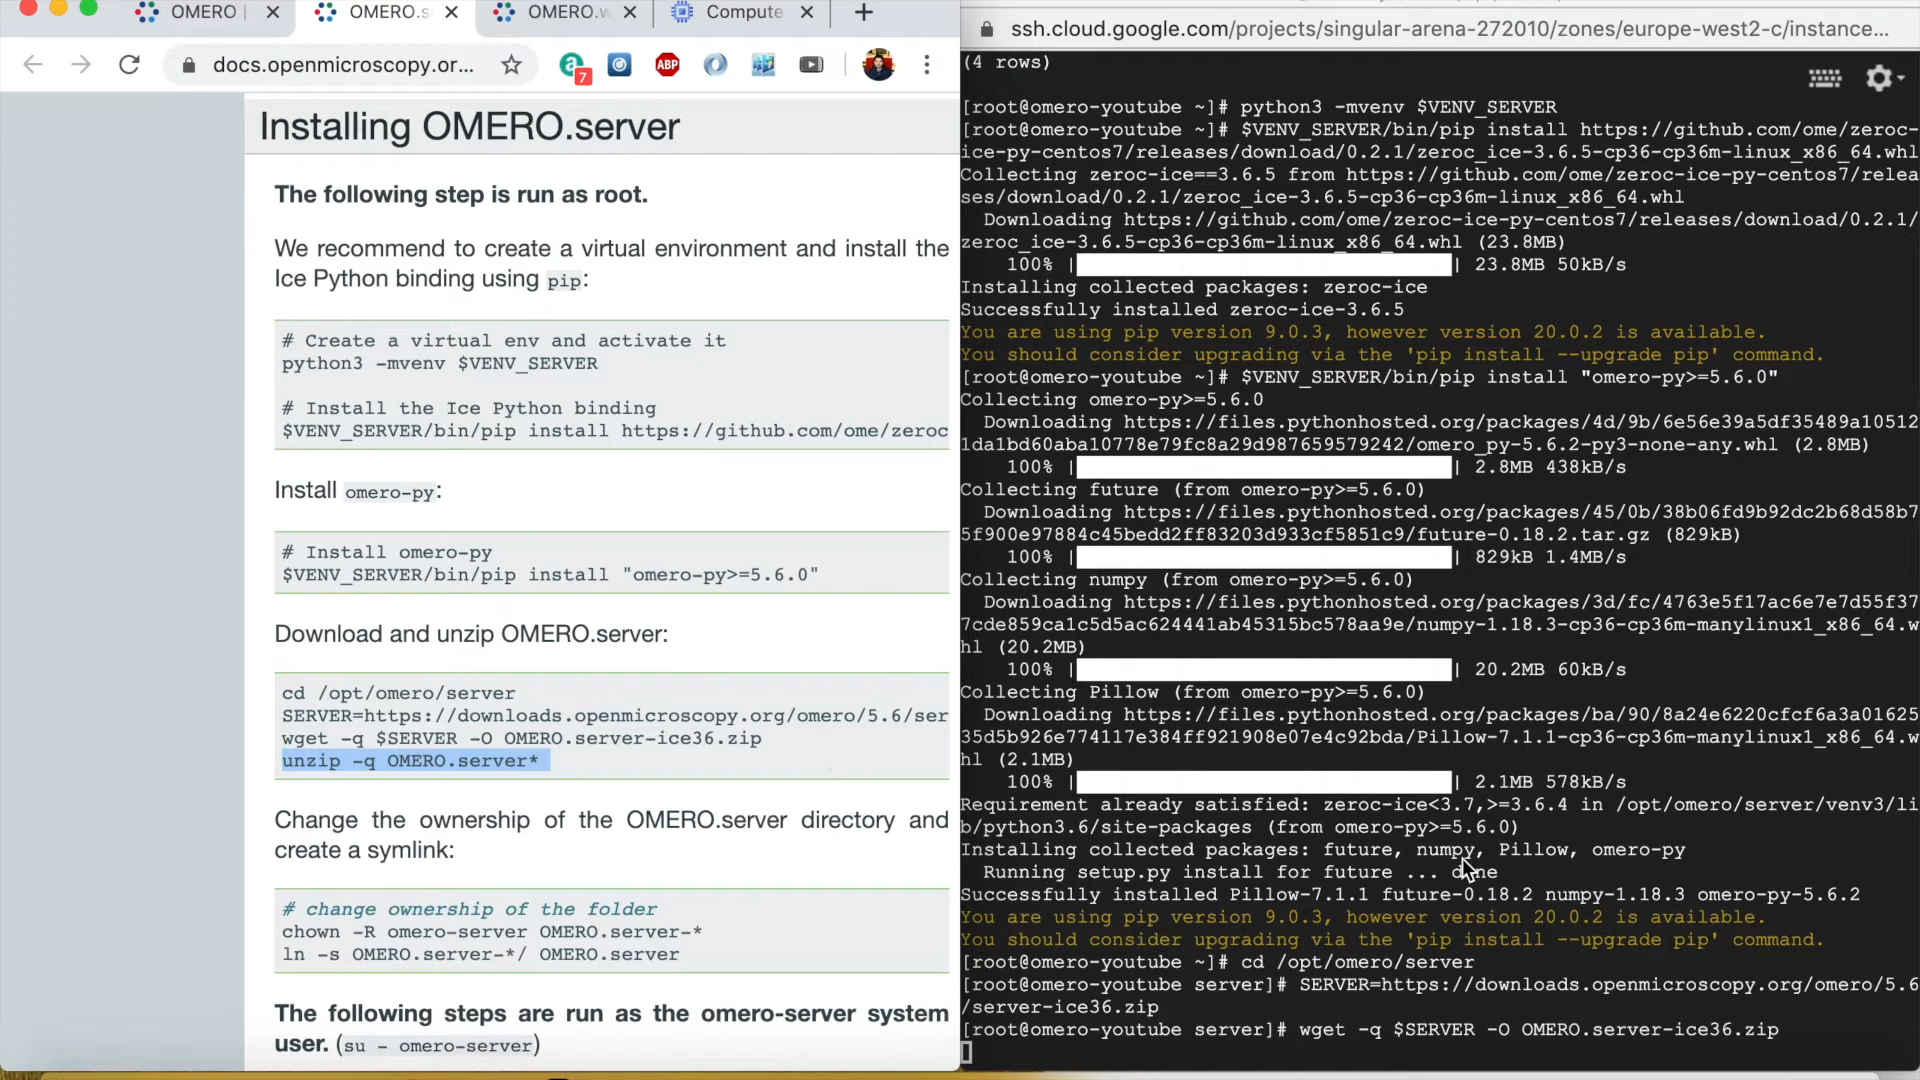 OMERO |
OMERO.s
OMERO.w
Compute
docs.openmicroscopy.or...
7
ABP
Installing OMERO.server
The following step is run as root.
We recommend to create a virtual environment and install the
Ice Python binding using pip:
# Create a virtual env and activate it
python3 -mvenv $VENV_SERVER
# Install the Ice Python binding
$VENV_SERVER/bin/pip install https://github.com/ome/zeroc
Install omero-py:
# Install omero-py
$VENV_SERVER/bin/pip install "omero-py>=5.6.0"
Download and unzip OMERO.server:
cd /opt/omero/server
SERVER=https://downloads.openmicroscopy.org/omero/5.6/ser
wget -q $SERVER -O OMERO.server-ice36.zip
unzip -q OMERO.server*
Change the ownership of the OMERO.server directory and
create a symlink:
# change ownership of the folder
chown -R omero-server OMERO.server-*
ln -s OMERO.server-*/ OMERO.server
The following steps are run as the omero-server system
user. (su - omero-server)
ssh.cloud.google.com/projects/singular-arena-272010/zones/europe-west2-c/instance...
(4 rows)
[root@omero-youtube ~]# python3 -mvenv $VENV_SERVER
[root@omero-youtube ~]# $VENV_SERVER/bin/pip install https://github.com/ome/zeroc-
ice-py-centos7/releases/download/0.2.1/zeroc_ice-3.6.5-cp36-cp36m-linux_x86_64.whl
Collecting zeroc-ice==3.6.5 from https://github.com/ome/zeroc-ice-py-centos7/relea
ses/download/0.2.1/zeroc_ice-3.6.5-cp36-cp36m-linux_x86_64.whl
Downloading https://github.com/ome/zeroc-ice-py-centos7/releases/download/0.2.1/
zeroc_ice-3.6.5-cp36-cp36m-linux_x86_64.whl (23.8MB)
100% | | 23.8MB 50kB/s
Installing collected packages: zeroc-ice
Successfully installed zeroc-ice-3.6.5
You are using pip version 9.0.3, however version 20.0.2 is available.
You should consider upgrading via the 'pip install --upgrade pip' command.
[root@omero-youtube ~]# $VENV_SERVER/bin/pip install "omero-py>=5.6.0"
Collecting omero-py>=5.6.0
Downloading https://files.pythonhosted.org/packages/4d/9b/6e56e39a5df35489a10512
1da1bd60aba10778e79fc8a29d987659579242/omero_py-5.6.2-py3-none-any.whl (2.8MB)
100% | | 2.8MB 438kB/s
Collecting future (from omero-py>=5.6.0)
Downloading https://files.pythonhosted.org/packages/45/0b/38b06fd9b92dc2b68d58b7
5f900e97884c45bedd2ff83203d933cf5851c9/future-0.18.2.tar.gz (829kB)
100% | | 829kB 1.4MB/s
Collecting numpy (from omero-py>=5.6.0)
Downloading https://files.pythonhosted.org/packages/3d/fc/4763e5f17ac6e7e7d55f37
7cde859ca1c5d5ac624441ab45315bc578aa9e/numpy-1.18.3-cp36-cp36m-manylinux1_x86_64.w
hl (20.2MB)
100% | | 20.2MB 60kB/s
Collecting Pillow (from omero-py>=5.6.0)
Downloading https://files.pythonhosted.org/packages/ba/90/8a24e6220cfcf6a3a01625
35d5b926e774117e384ff921908e07e4c92bda/Pillow-7.1.1-cp36-cp36m-manylinux1_x86_64.w
hl (2.1MB)
100% | | 2.1MB 578kB/s
Requirement already satisfied: zeroc-ice<3.7,>=3.6.4 in /opt/omero/server/venv3/li
b/python3.6/site-packages (from omero-py>=5.6.0)
Installing collected packages: future, numpy, Pillow, omero-py
Running setup.py install for future ... done
Successfully installed Pillow-7.1.1 future-0.18.2 numpy-1.18.3 omero-py-5.6.2
You are using pip version 9.0.3, however version 20.0.2 is available.
You should consider upgrading via the 'pip install --upgrade pip' command.
[root@omero-youtube ~]# cd /opt/omero/server
[root@omero-youtube server]# SERVER=https://downloads.openmicroscopy.org/omero/5.6
/server-ice36.zip
[root@omero-youtube server]# wget -q $SERVER -O OMERO.server-ice36.zip